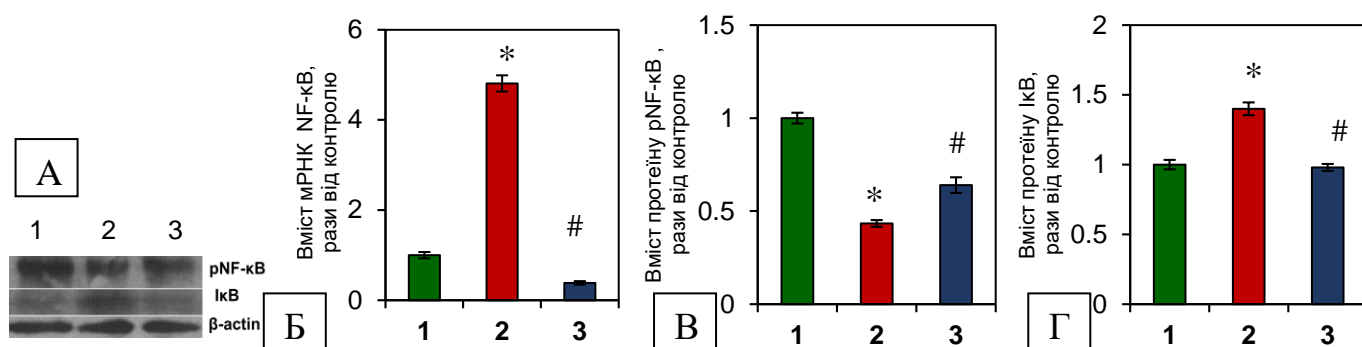 А
1 2 3
pNF-κB
IκB
β-actin
Б
Вміст мРНК NF-κB,
рази від контролю
6
4
2
0
*
#
1 2 3
В
Вміст протеїну pNF-κB ,
рази від контролю
1.5
1
0.5
0
*
#
1 2 3
Г
Вміст протеїну IκB,
рази від контролю
2
1.5
1
0.5
0
*
#
1 2 3